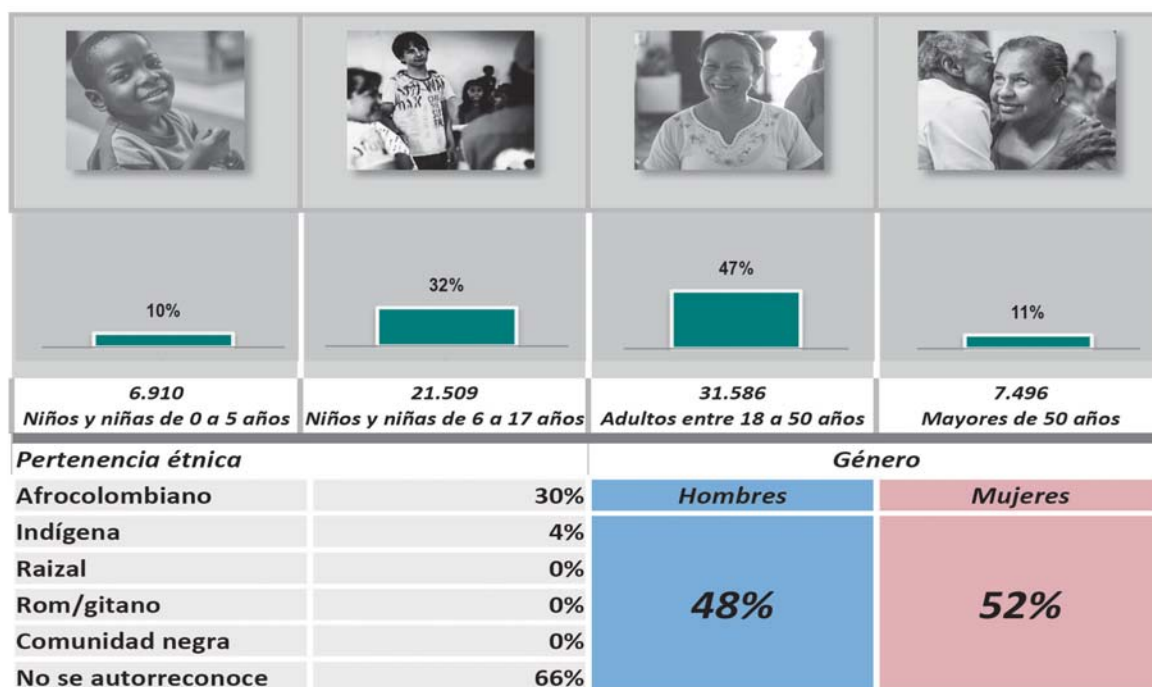 10%
32%
47%
11%
6.910
Niños y niñas de 0 a 5 años
21.509
Niños y niñas de 6 a 17 años
31.586
Adultos entre 18 a 50 años
7.496
Mayores de 50 años
Pertenencia étnica
Género
Afrocolombiano 30%
Indígena 4%
Raizal 0%
Rom/gitano 0%
Comunidad negra 0%
No se autorreconoce 66%
Hombres
Mujeres
48%
52%